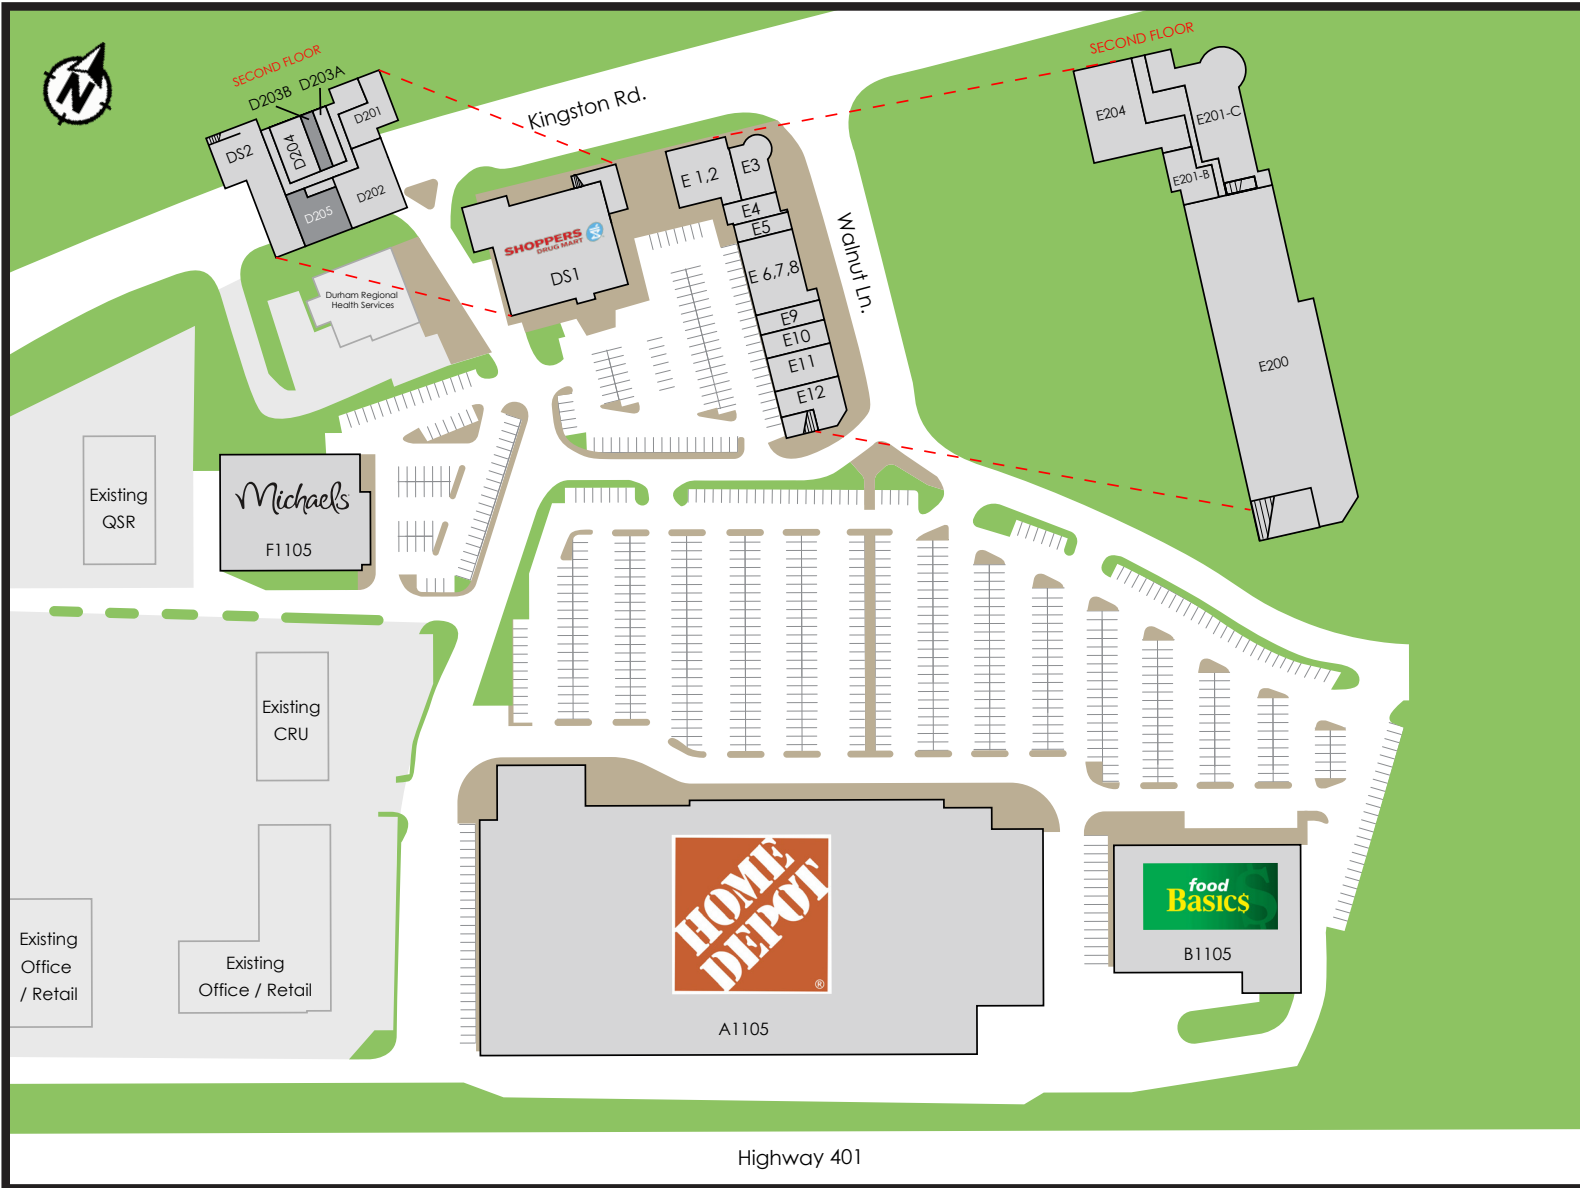 N
SECOND FLOOR
D203B
D203A
D201
D204
DS2
D202
D205
Kingston Rd.
SECOND FLOOR
E204
E201-C
E201-B
E200
E 1,2
E3
E4
E5
E 6,7,8
E9
E10
E11
E12
Walnut Ln.
SHOPPERS
DRUG MART
DS1
Durham Regional
Health Services
Existing
QSR
Michaels
F1105
Existing
CRU
Existing
Office
/ Retail
Existing
Office / Retail
HOME
DEPOT
®
A1105
food
Basic$
B1105
Highway 401